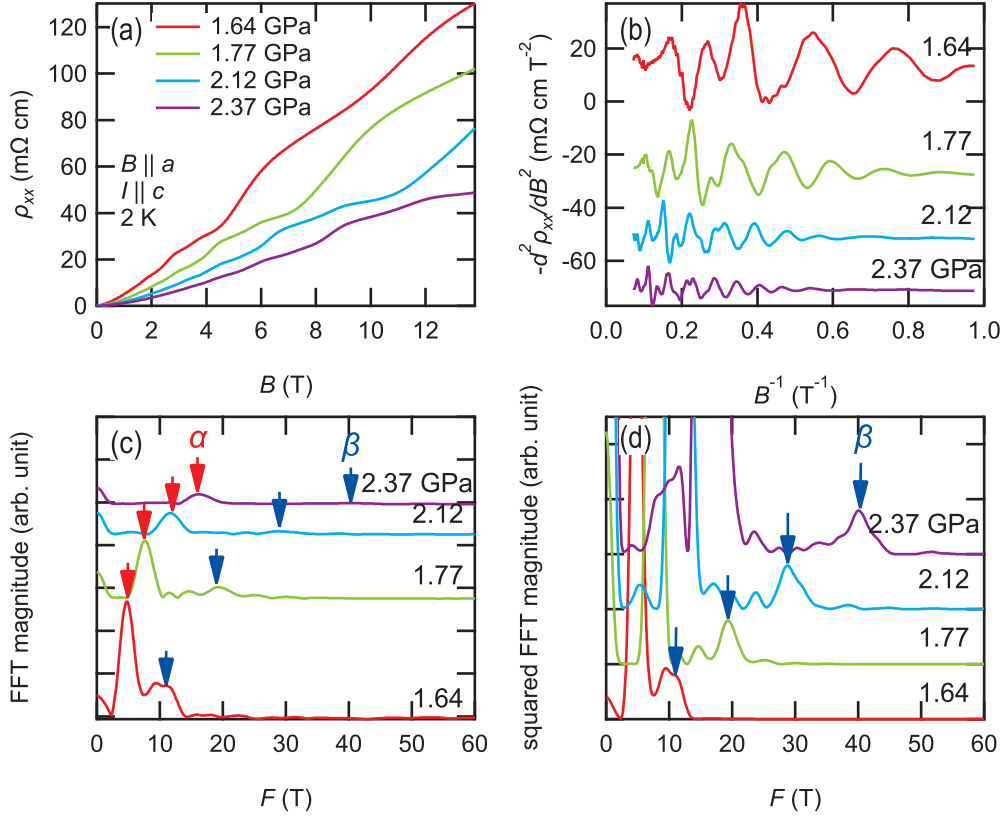 (a)
1.64 GPa
1.77 GPa
2.12 GPa
2.37 GPa
B || a
I || c
2 K
ρxx (mΩ cm)
120
100
80
60
40
20
0
0 2 4 6 8 10 12
B (T)
(b)
1.64
1.77
2.12
2.37 GPa
-d² ρxx/dB² (mΩ cm T⁻²)
20
0
-20
-40
-60
0.0 0.2 0.4 0.6 0.8 1.0
B⁻¹ (T⁻¹)
(c)
α
β
2.37 GPa
2.12
1.77
1.64
FFT magnitude (arb. unit)
0 10 20 30 40 50 60
F (T)
(d)
β
2.37 GPa
2.12
1.77
1.64
squared FFT magnitude (arb. unit)
0 10 20 30 40 50 60
F (T)